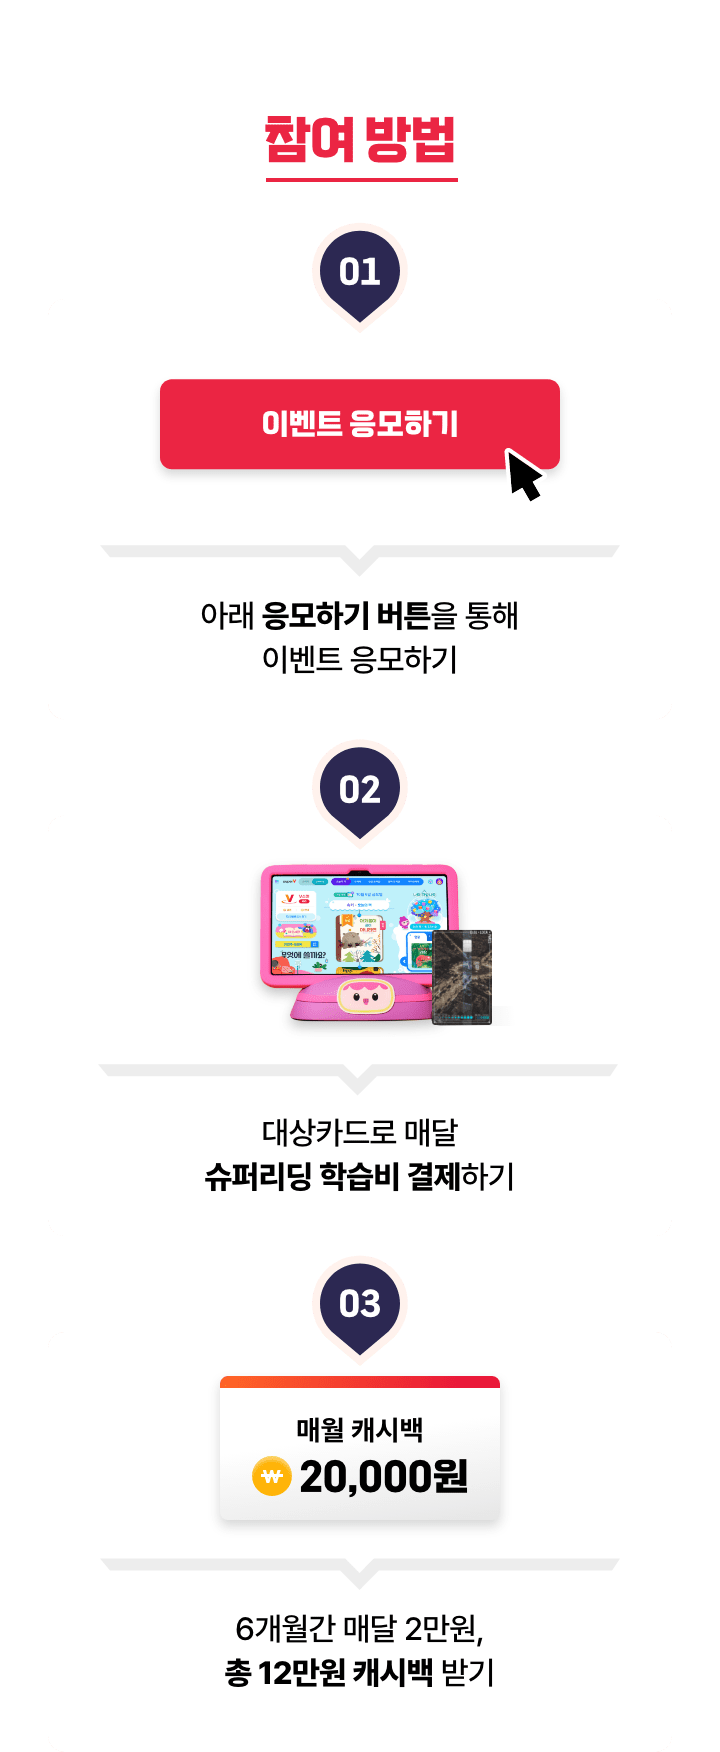 참여 방법
01
이벤트 응모하기
아래 응모하기 버튼을 통해
이벤트 응모하기
02
무엇에 쓸까요?
대상카드로 매달
슈퍼리딩 학습비 결제하기
03
매월 캐시백
₩ 20,000원
6개월간 매달 2만원,
총 12만원 캐시백 받기